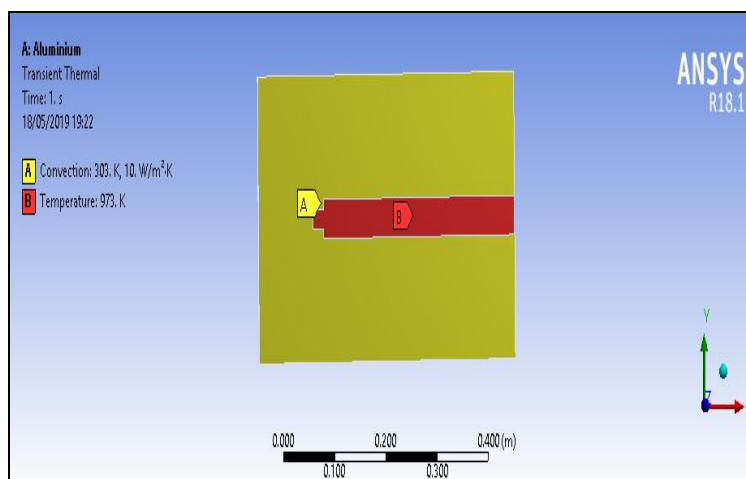 A: Aluminium
Transient Thermal
Time: 1. s
18/05/2019 19:22
A Convection: 303. K, 10. W/m²·K
B Temperature: 973. K
ANSYS
R18.1
A
B
Y
Z
0.000 0.200 0.400 (m)
0.100 0.300